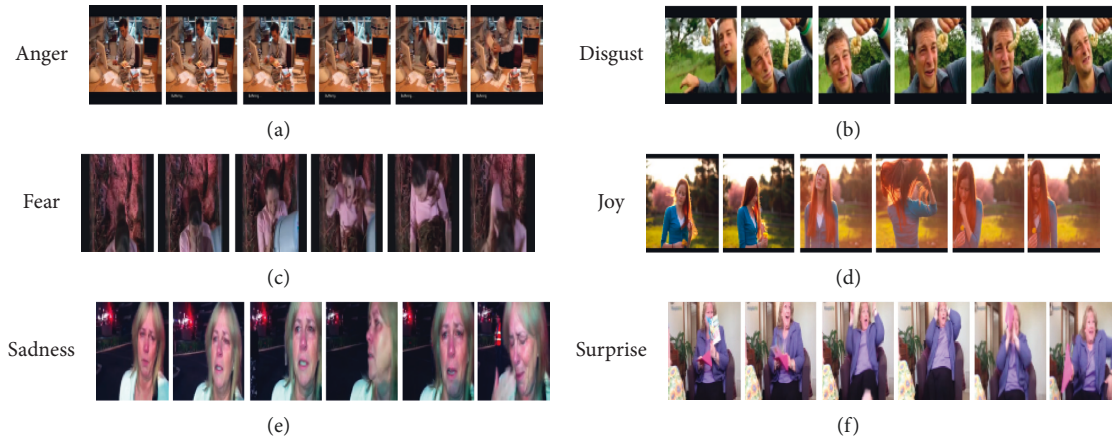 Anger
Disgust
(a)
(b)
Fear
Joy
(c)
(d)
Sadness
Surprise
(e)
(f)